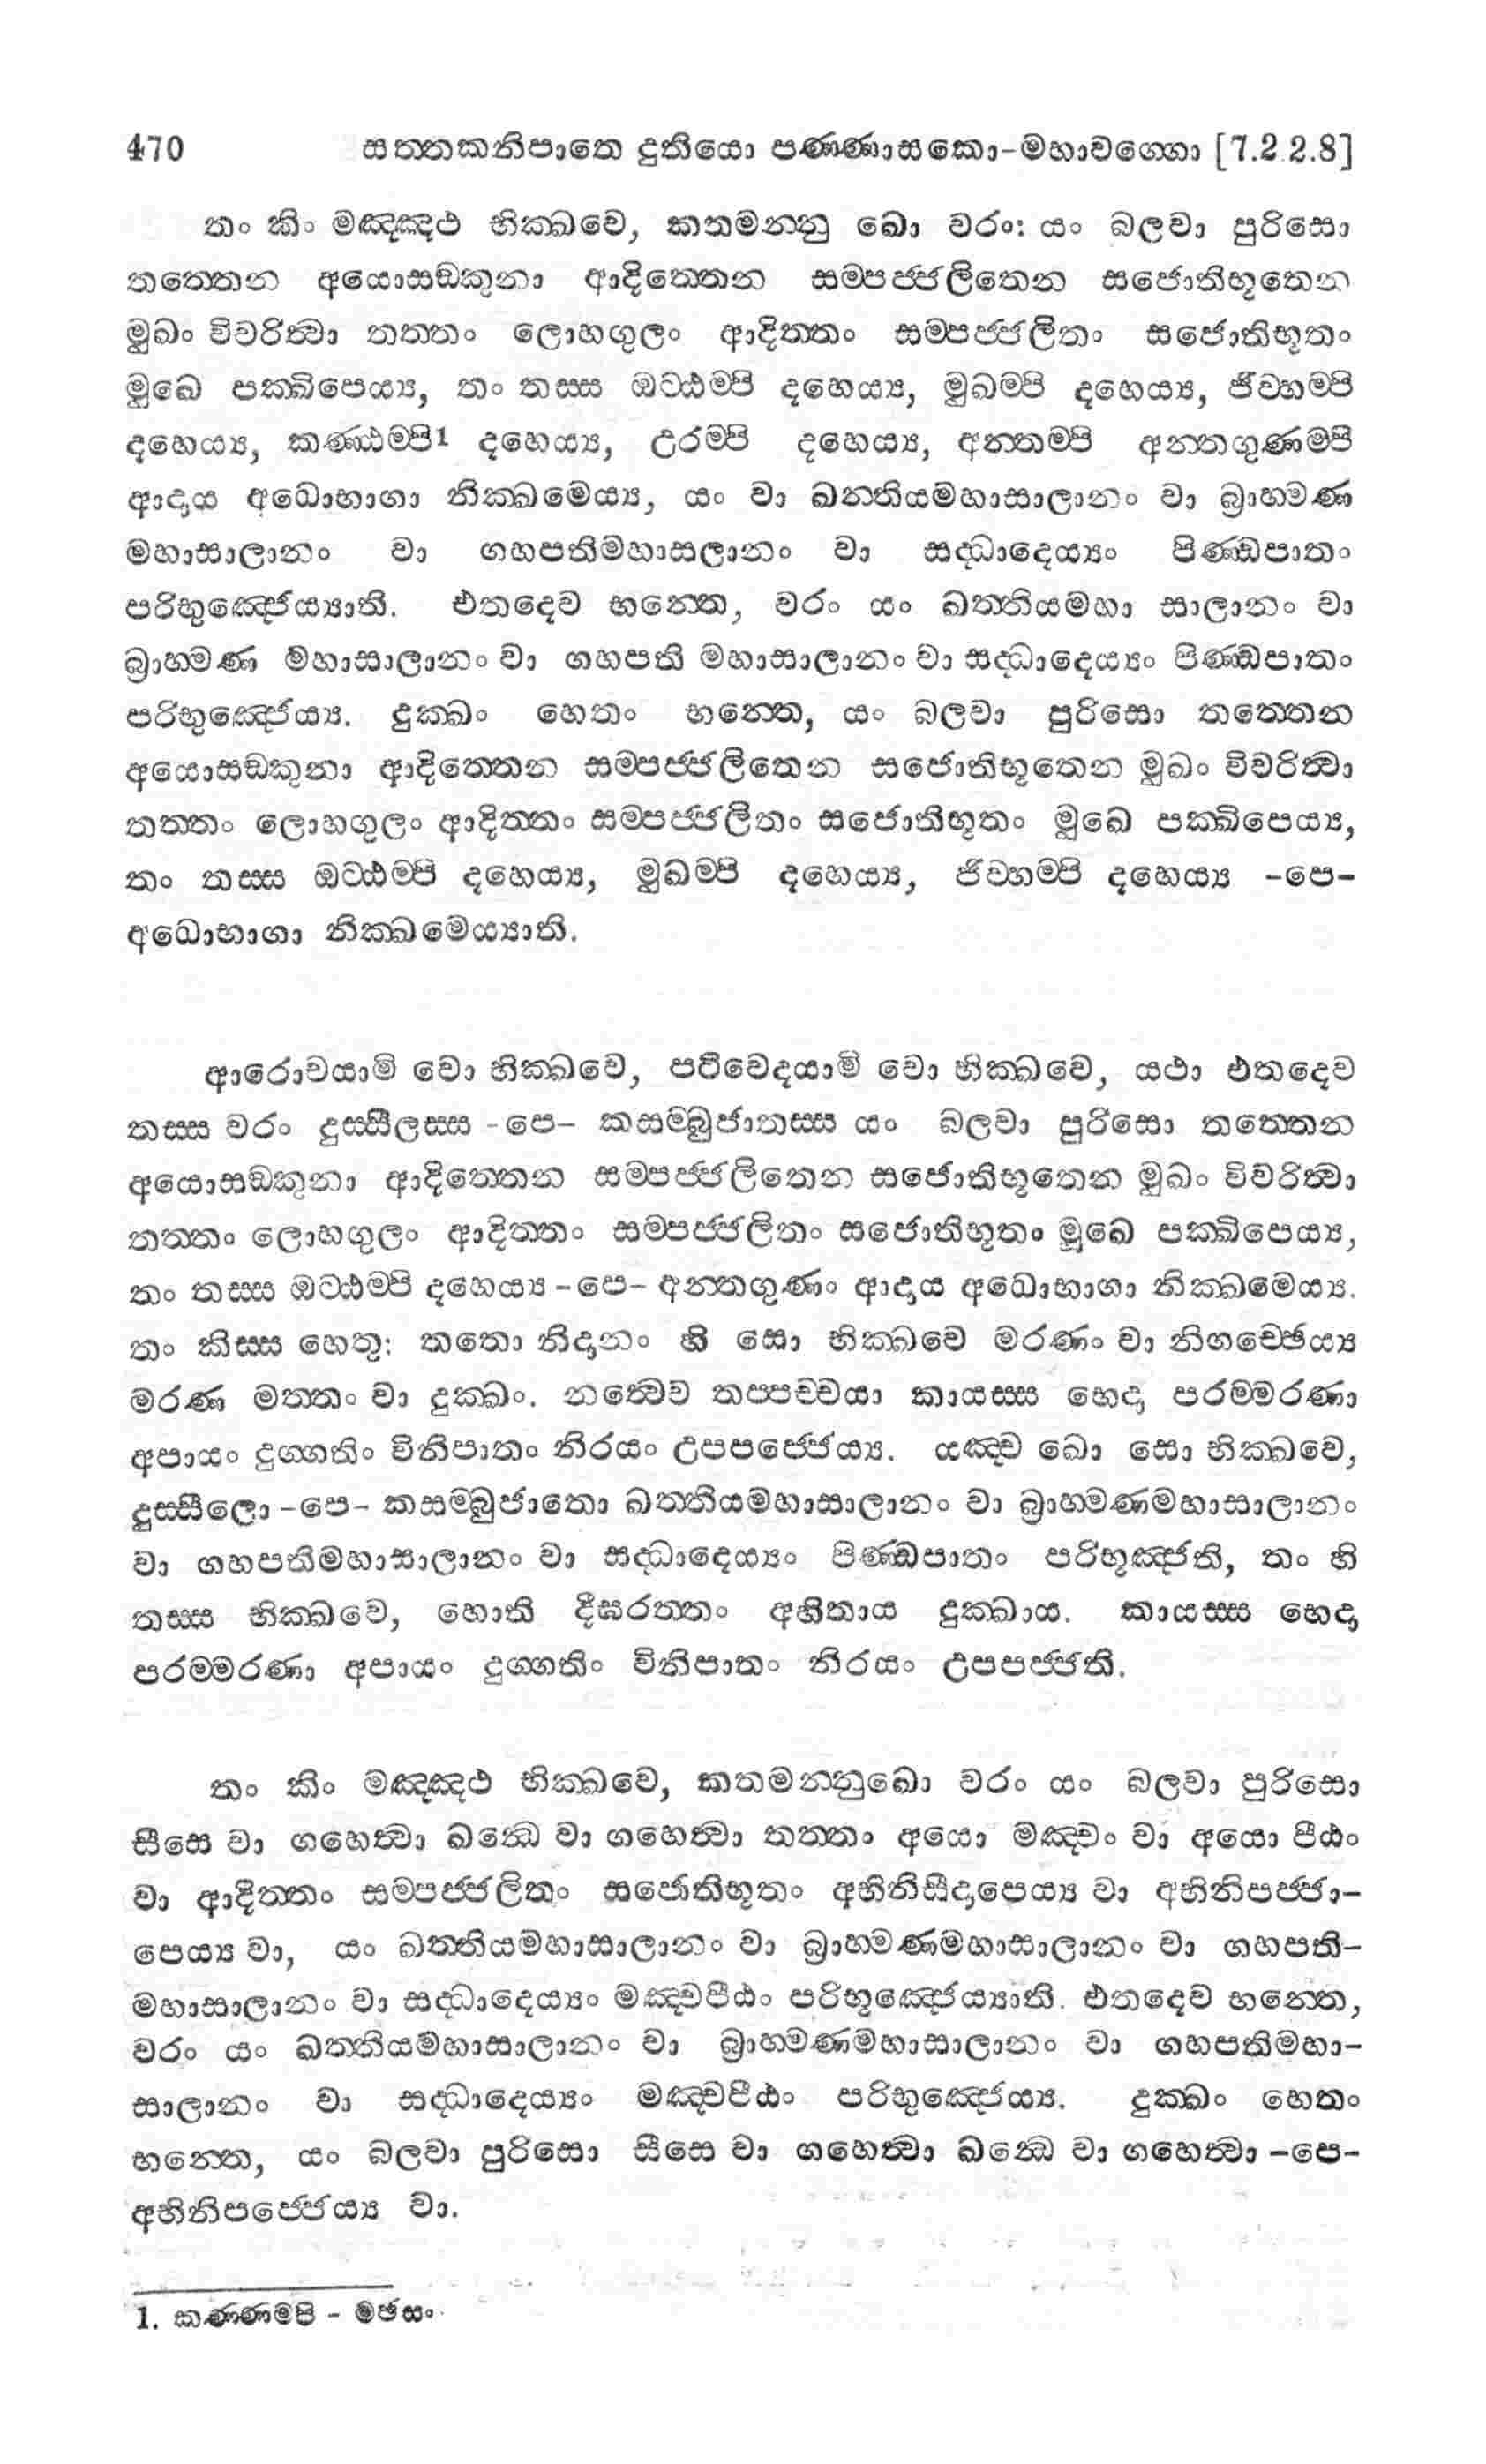 470 සත්තකනිපාතෙ දුතියො පණ්ණාසකො-මහාවග්ගො [7.2 2.8]
තං කිං මඤ්ඤථ භික්ඛවෙ, කතමන්නු ඛො වරං: යං බලවා පුරිසො
තත්තෙන අයොසඞ්කුනා ආදිත්තෙන සම්පජ්ජලිතෙන සජොතිභූතෙන
මුඛං විවරිත්වා තත්තං ලොහගුලං ආදිත්තං සම්පජ්ජලිතං සජොතිභූතං
මුඛෙ පක්ඛිපෙය්‍ය, තං තස්ස ඔට්ඨම්පි දහෙය්‍ය, මුඛම්පි දහෙය්‍ය, ජිව්හම්පි
දහෙය්‍ය, කණ්ඨම්පි1 දහෙය්‍ය, උරම්පි දහෙය්‍ය, අන්තම්පි අන්තගුණම්පි
ආදාය අධොභාගා නික්ඛමෙය්‍ය, යං වා ඛත්තියමහාසාලානං වා බ්‍රාහ්මණ
මහාසාලානං වා ගහපතිමහාසලානං වා සද්ධාදෙය්‍යං පිණ්ඩපාතං
පරිභුඤ්ජෙය්‍යාති. එතදෙව භන්තෙ, වරං යං ඛත්තියමහා සාලානං වා
බ්‍රාහ්මණ මහාසාලානං වා ගහපති මහාසාලානං වා සද්ධාදෙය්‍යං පිණ්ඩපාතං
පරිභුඤ්ජෙය්‍ය. දුක්ඛං හෙතං භන්තෙ, යං බලවා පුරිසො තත්තෙන
අයොසඞ්කුනා ආදිත්තෙන සම්පජ්ජලිතෙන සජොතිභූතෙන මුඛං විවරිත්වා
තත්තං ලොහගුලං ආදිත්තං සම්පජ්ජලිතං සජොතිභූතං මුඛෙ පක්ඛිපෙය්‍ය,
තං තස්ස ඔට්ඨම්පි දහෙය්‍ය, මුඛම්පි දහෙය්‍ය, ජිව්හම්පි දහෙය්‍ය -පෙ-
අධොභාගා නික්ඛමෙය්‍යාති.
ආරොචයාමි වො භික්ඛවෙ, පටිවෙදයාමි වො භික්ඛවෙ, යථා එතදෙව
තස්ස වරං දුස්සීලස්ස -පෙ- කසම්බුජාතස්ස යං බලවා පුරිසො තත්තෙන
අයොසඞ්කුනා ආදිත්තෙන සම්පජ්ජලිතෙන සජොතිභූතෙන මුඛං විවරිත්වා
තත්තං ලොහගුලං ආදිත්තං සම්පජ්ජලිතං සජොතිභූතං මුඛෙ පක්ඛිපෙය්‍ය,
තං තස්ස ඔට්ඨම්පි දහෙය්‍ය -පෙ- අන්තගුණං ආදාය අධොභාගා නික්ඛමෙය්‍ය.
තං කිස්ස හෙතු: තතො නිදානං හි සො භික්ඛවෙ මරණං වා නිගච්ඡෙය්‍ය
මරණ මත්තං වා දුක්ඛං. නත්වෙව තප්පච්චයා කායස්ස භෙදා පරම්මරණා
අපායං දුග්ගතිං විනිපාතං නිරයං උපපජ්ජෙය්‍ය. යඤ්ච ඛො සො භික්ඛවෙ,
දුස්සීලො -පෙ- කසම්බුජාතො ඛත්තියමහාසාලානං වා බ්‍රාහ්මණමහාසාලානං
වා ගහපතිමහාසාලානං වා සද්ධාදෙය්‍යං පිණ්ඩපාතං පරිභුඤ්ජති, තං හි
තස්ස භික්ඛවෙ, හොති දීඝරත්තං අහිතාය දුක්ඛාය. කායස්ස භෙදා
පරම්මරණා අපායං දුග්ගතිං විනිපාතං නිරයං උපපජ්ජති.
තං කිං මඤ්ඤථ භික්ඛවෙ, කතමන්නුඛො වරං යං බලවා පුරිසො
සීසෙ වා ගහෙත්වා ඛන්ධෙ වා ගහෙත්වා තත්තං අයො මඤ්චං වා අයො පීඨං
වා ආදිත්තං සම්පජ්ජලිතං සජොතිභූතං අභිනිසීදාපෙය්‍ය වා අභිනිපජ්ජා-
පෙය්‍ය වා, යං ඛත්තියමහාසාලානං වා බ්‍රාහ්මණමහාසාලානං වා ගහපති-
මහාසාලානං වා සද්ධාදෙය්‍යං මඤ්චපීඨං පරිභුඤ්ජෙය්‍යාති. එතදෙව භන්තෙ,
වරං යං ඛත්තියමහාසාලානං වා බ්‍රාහ්මණමහාසාලානං වා ගහපතිමහා-
සාලානං වා සද්ධාදෙය්‍යං මඤ්චපීඨං පරිභුඤ්ජෙය්‍ය. දුක්ඛං හෙතං
භන්තෙ, යං බලවා පුරිසො සීසෙ වා ගහෙත්වා ඛන්ධෙ වා ගහෙත්වා -පෙ-
අභිනිපජ්ජෙය්‍ය වා.
1. කණ්ණම්පි - මඡසං